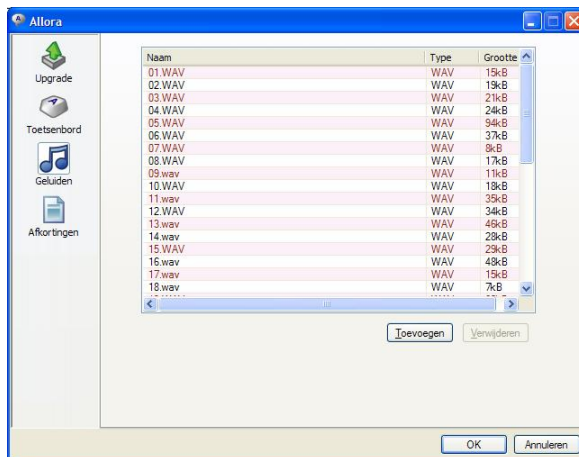 Allora
Upgrade
Toetsenbord
Geluiden
Afkortingen
Naam Type Grootte
01.WAV WAV 15kB
02.WAV WAV 19kB
03.WAV WAV 21kB
04.WAV WAV 24kB
05.WAV WAV 94kB
06.WAV WAV 37kB
07.WAV WAV 8kB
08.WAV WAV 17kB
09.wav WAV 11kB
10.WAV WAV 18kB
11.wav WAV 35kB
12.WAV WAV 34kB
13.wav WAV 46kB
14.wav WAV 28kB
15.WAV WAV 29kB
16.wav WAV 48kB
17.wav WAV 15kB
18.wav WAV 7kB
Toevoegen Verwijderen
OK Annuleren